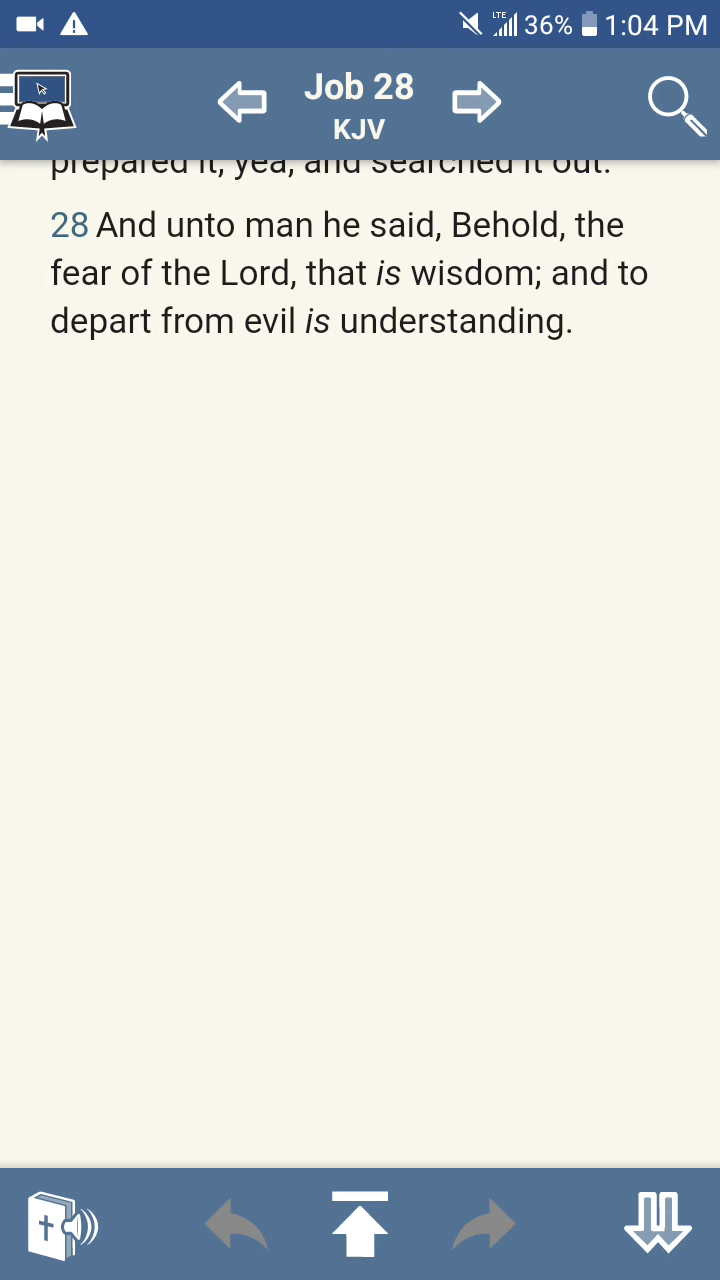 LTE 36% 1:04 PM
Job 28
KJV
prepared it, yea, and searched it out.
28 And unto man he said, Behold, the
fear of the Lord, that is wisdom; and to
depart from evil is understanding.